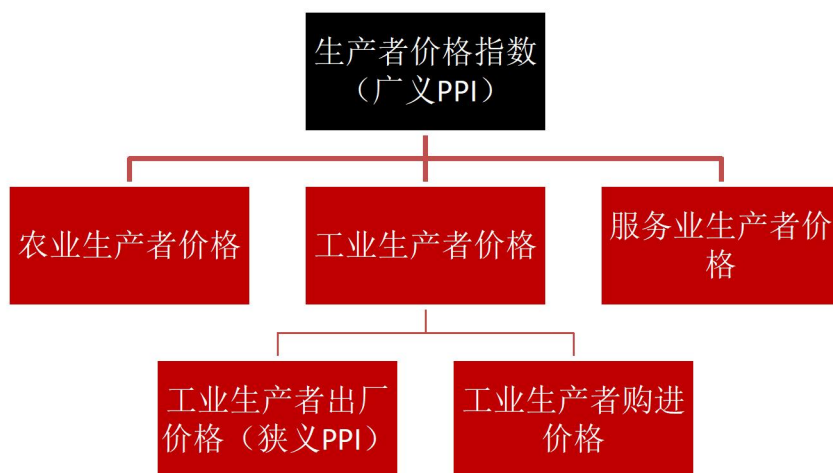 生产者价格指数
（广义PPI）
农业生产者价格
工业生产者价格
服务业生产者价
格
工业生产者出厂
价格（狭义PPI）
工业生产者购进
价格